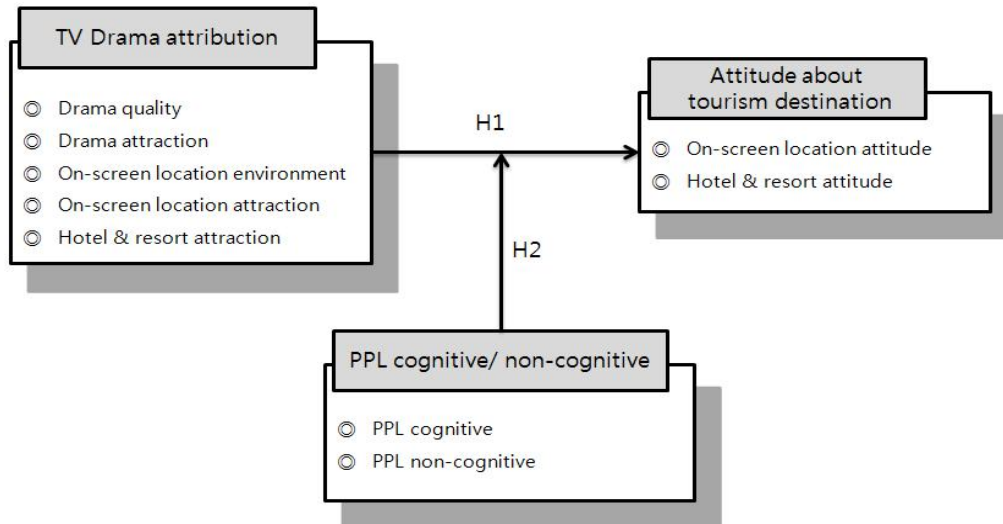 TV Drama attribution
◎ Drama quality
◎ Drama attraction
◎ On-screen location environment
◎ On-screen location attraction
◎ Hotel & resort attraction
H1
Attitude about
tourism destination
◎ On-screen location attitude
◎ Hotel & resort attitude
H2
PPL cognitive/ non-cognitive
◎ PPL cognitive
◎ PPL non-cognitive